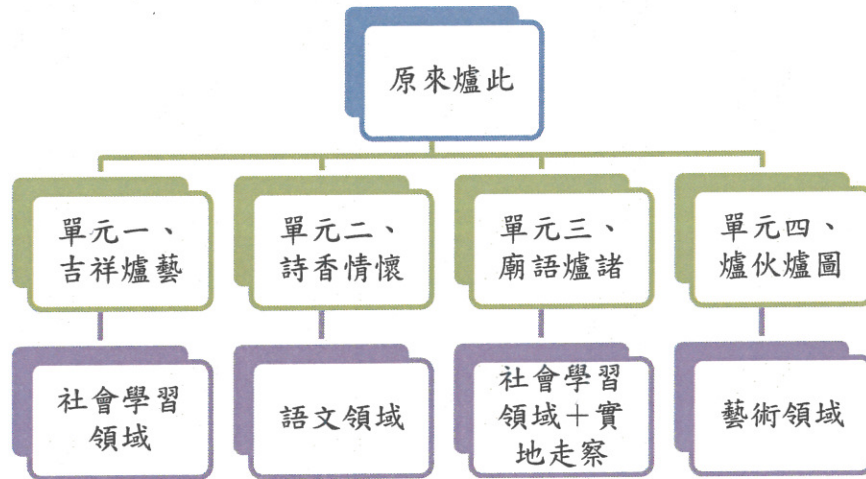 原來爐此
單元一、
吉祥爐藝
單元二、
詩香情懷
單元三、
廟語爐諸
單元四、
爐伙爐圖
社會學習
領域
語文領域
社會學習
領域＋實
地走察
藝術領域